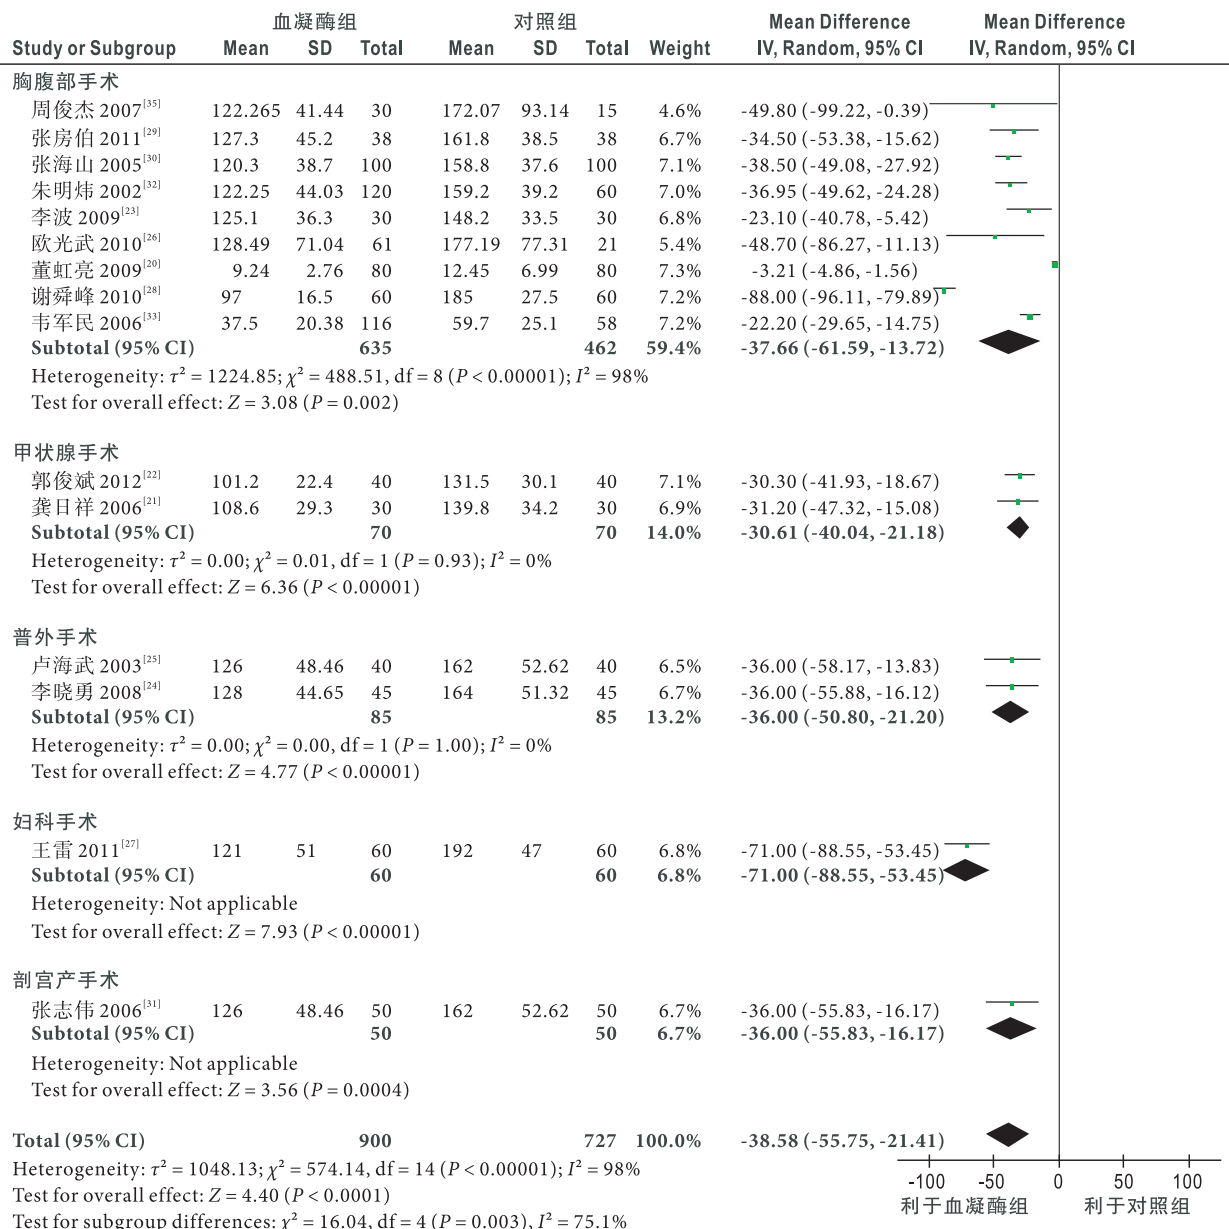 血凝酶组 对照组 Mean Difference Mean Difference
Study or Subgroup Mean SD Total Mean SD Total Weight IV, Random, 95% CI IV, Random, 95% CI
胸腹部手术
周俊杰 2007[35] 122.265 41.44 30 172.07 93.14 15 4.6% -49.80 (-99.22, -0.39)
张房伯 2011[29] 127.3 45.2 38 161.8 38.5 38 6.7% -34.50 (-53.38, -15.62)
张海山 2005[30] 120.3 38.7 100 158.8 37.6 100 7.1% -38.50 (-49.08, -27.92)
朱明炜 2002[32] 122.25 44.03 120 159.2 39.2 60 7.0% -36.95 (-49.62, -24.28)
李波 2009[23] 125.1 36.3 30 148.2 33.5 30 6.8% -23.10 (-40.78, -5.42)
欧光武 2010[26] 128.49 71.04 61 177.19 77.31 21 5.4% -48.70 (-86.27, -11.13)
董虹亮 2009[20] 9.24 2.76 80 12.45 6.99 80 7.3% -3.21 (-4.86, -1.56)
谢舜峰 2010[28] 97 16.5 60 185 27.5 60 7.2% -88.00 (-96.11, -79.89)
韦军民 2006[33] 37.5 20.38 116 59.7 25.1 58 7.2% -22.20 (-29.65, -14.75)
Subtotal (95% CI) 635 462 59.4% -37.66 (-61.59, -13.72)
Heterogeneity: τ² = 1224.85; χ² = 488.51, df = 8 (P < 0.00001); I² = 98%
Test for overall effect: Z = 3.08 (P = 0.002)
甲状腺手术
郭俊斌 2012[22] 101.2 22.4 40 131.5 30.1 40 7.1% -30.30 (-41.93, -18.67)
龚日祥 2006[21] 108.6 29.3 30 139.8 34.2 30 6.9% -31.20 (-47.32, -15.08)
Subtotal (95% CI) 70 70 14.0% -30.61 (-40.04, -21.18)
Heterogeneity: τ² = 0.00; χ² = 0.01, df = 1 (P = 0.93); I² = 0%
Test for overall effect: Z = 6.36 (P < 0.00001)
普外手术
卢海武 2003[25] 126 48.46 40 162 52.62 40 6.5% -36.00 (-58.17, -13.83)
李晓勇 2008[24] 128 44.65 45 164 51.32 45 6.7% -36.00 (-55.88, -16.12)
Subtotal (95% CI) 85 85 13.2% -36.00 (-50.80, -21.20)
Heterogeneity: τ² = 0.00; χ² = 0.00, df = 1 (P = 1.00); I² = 0%
Test for overall effect: Z = 4.77 (P < 0.00001)
妇科手术
王雷 2011[27] 121 51 60 192 47 60 6.8% -71.00 (-88.55, -53.45)
Subtotal (95% CI) 60 60 6.8% -71.00 (-88.55, -53.45)
Heterogeneity: Not applicable
Test for overall effect: Z = 7.93 (P < 0.00001)
剖宫产手术
张志伟 2006[31] 126 48.46 50 162 52.62 50 6.7% -36.00 (-55.83, -16.17)
Subtotal (95% CI) 50 50 6.7% -36.00 (-55.83, -16.17)
Heterogeneity: Not applicable
Test for overall effect: Z = 3.56 (P = 0.0004)
Total (95% CI) 900 727 100.0% -38.58 (-55.75, -21.41)
Heterogeneity: τ² = 1048.13; χ² = 574.14, df = 14 (P < 0.00001); I² = 98%
Test for overall effect: Z = 4.40 (P < 0.0001)
Test for subgroup differences: χ² = 16.04, df = 4 (P = 0.003), I² = 75.1%
-100 -50 0 50 100
利于血凝酶组 利于对照组